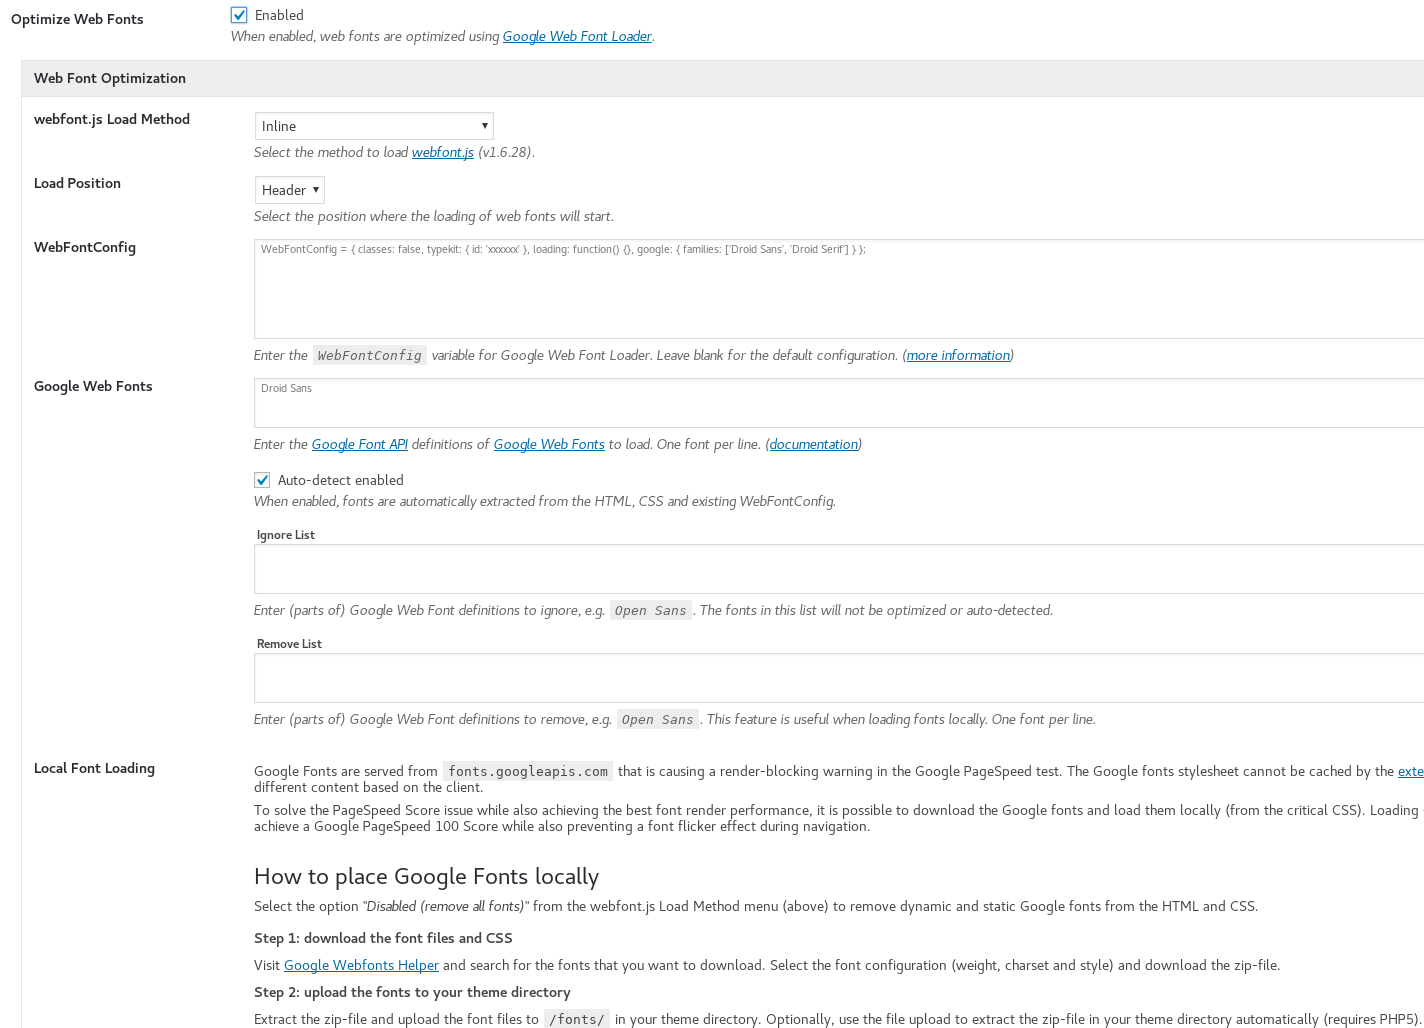 Optimize Web Fonts
Enabled
When enabled, web fonts are optimized using Google Web Font Loader.
Web Font Optimization
webfont.js Load Method
Inline
Select the method to load webfont.js (v1.6.28).
Load Position
Header
Select the position where the loading of web fonts will start.
WebFontConfig
WebFontConfig = { classes: false, typekit: { id: 'xxxxxx' }, loading: function() {}, google: { families: ['Droid Sans', 'Droid Serif'] } };
Enter the WebFontConfig variable for Google Web Font Loader. Leave blank for the default configuration. (more information)
Google Web Fonts
Droid Sans
Enter the Google Font API definitions of Google Web Fonts to load. One font per line. (documentation)
Auto-detect enabled
When enabled, fonts are automatically extracted from the HTML, CSS and existing WebFontConfig.
Ignore List
Enter (parts of) Google Web Font definitions to ignore, e.g. Open Sans. The fonts in this list will not be optimized or auto-detected.
Remove List
Enter (parts of) Google Web Font definitions to remove, e.g. Open Sans. This feature is useful when loading fonts locally. One font per line.
Local Font Loading
Google Fonts are served from fonts.googleapis.com that is causing a render-blocking warning in the Google PageSpeed test. The Google fonts stylesheet cannot be cached by the
different content based on the client.
To solve the PageSpeed Score issue while also achieving the best font render performance, it is possible to download the Google fonts and load them locally (from the critical CSS). Loading
achieve a Google PageSpeed 100 Score while also preventing a font flicker effect during navigation.
How to place Google Fonts locally
Select the option "Disabled (remove all fonts)" from the webfont.js Load Method menu (above) to remove dynamic and static Google fonts from the HTML and CSS.
Step 1: download the font files and CSS
Visit Google Webfonts Helper and search for the fonts that you want to download. Select the font configuration (weight, charset and style) and download the zip-file.
Step 2: upload the fonts to your theme directory
Extract the zip-file and upload the font files to /fonts/ in your theme directory. Optionally, use the file upload to extract the zip-file in your theme directory automatically (requires PHP5).